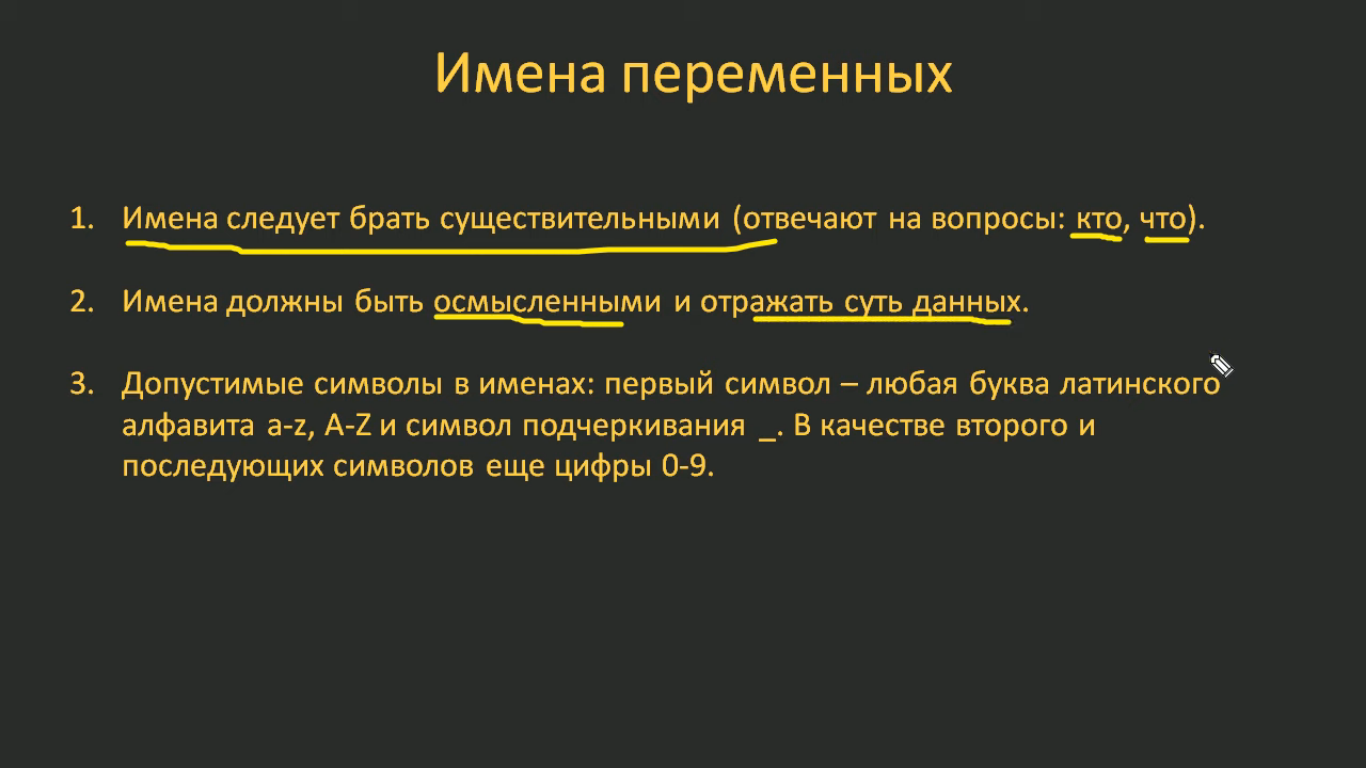 Имена переменных
1. Имена следует брать существительными (отвечают на вопросы: кто, что).
2. Имена должны быть осмысленными и отражать суть данных.
3. Допустимые символы в именах: первый символ – любая буква латинского
алфавита a-z, A-Z и символ подчеркивания _. В качестве второго и
последующих символов еще цифры 0-9.